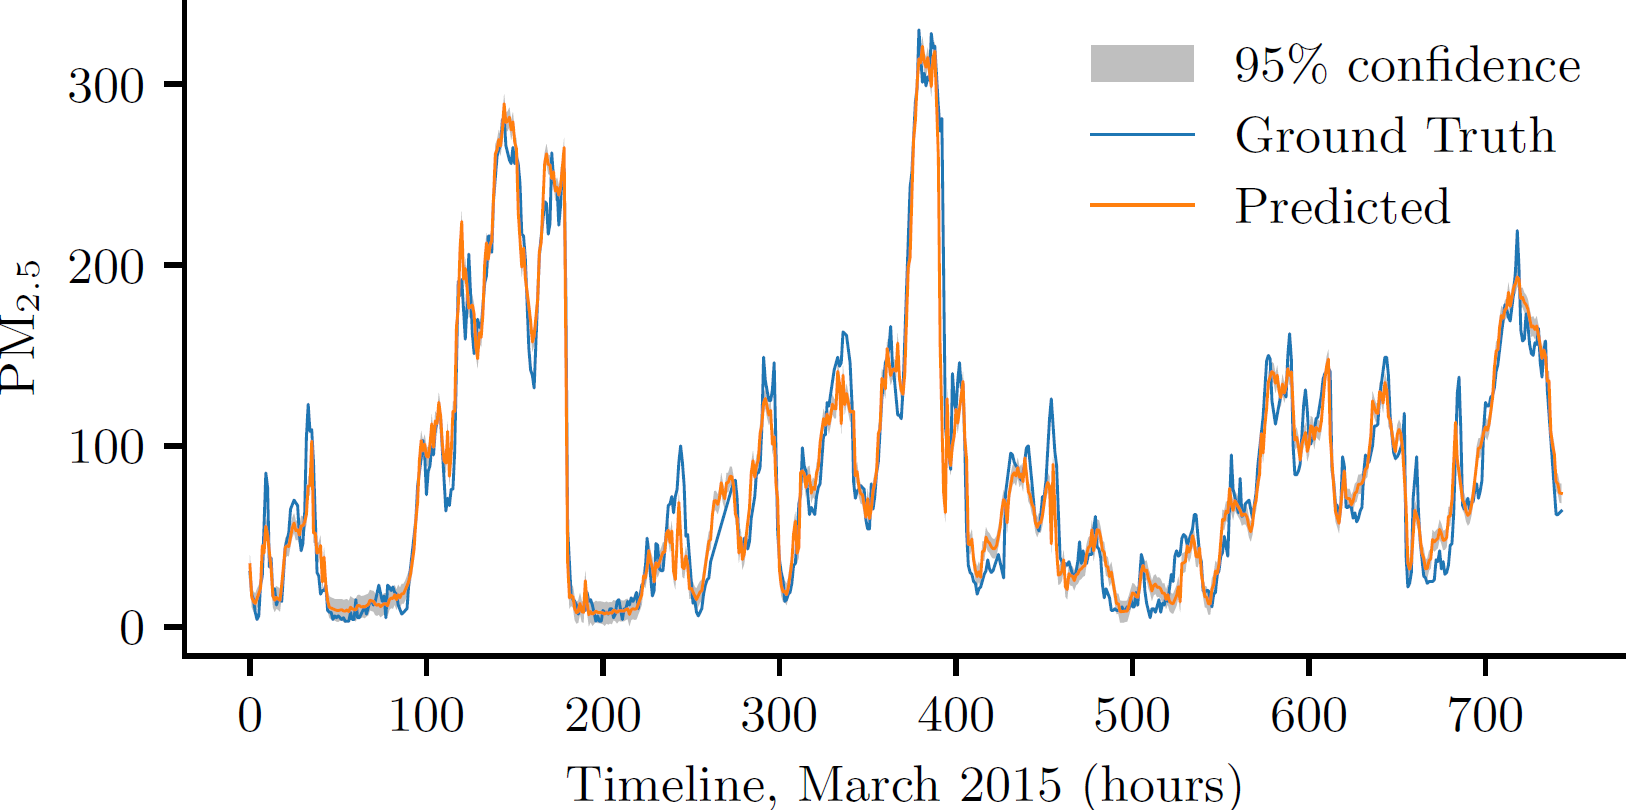 300
200
100
0
PM2.5
0 100 200 300 400 500 600 700
Timeline, March 2015 (hours)
95% confidence
Ground Truth
Predicted